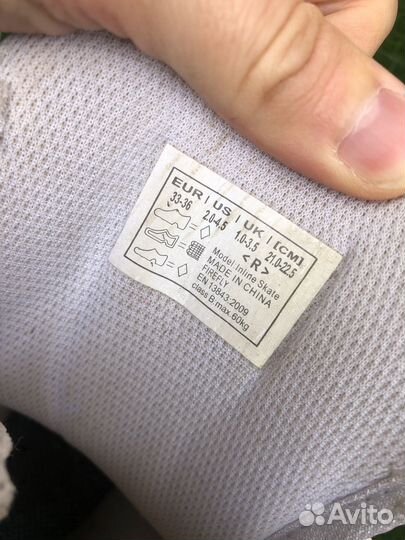 EUR | US | UK | [CM]
33-36 2.0-4.5 1.0-3.5 21.0-22.5
<R>
Model:Inline Skate
MADE IN CHINA
FIREFLY
EN 13843:2009
class B max.60kg
Avito